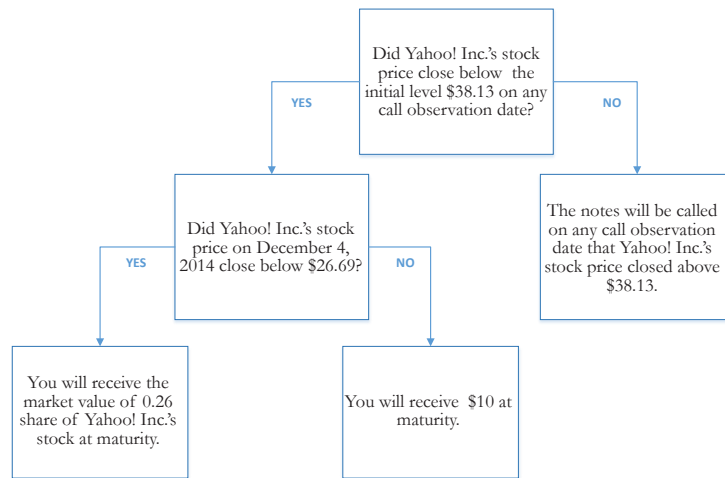 Did Yahoo! Inc.'s stock
price close below the
initial level $38.13 on any
call observation date?
YES
NO
Did Yahoo! Inc.'s stock
price on December 4,
2014 close below $26.69?
The notes will be called
on any call observation
date that Yahoo! Inc.'s
stock price closed above
$38.13.
YES
NO
You will receive the
market value of 0.26
share of Yahoo! Inc.'s
stock at maturity.
You will receive $10 at
maturity.